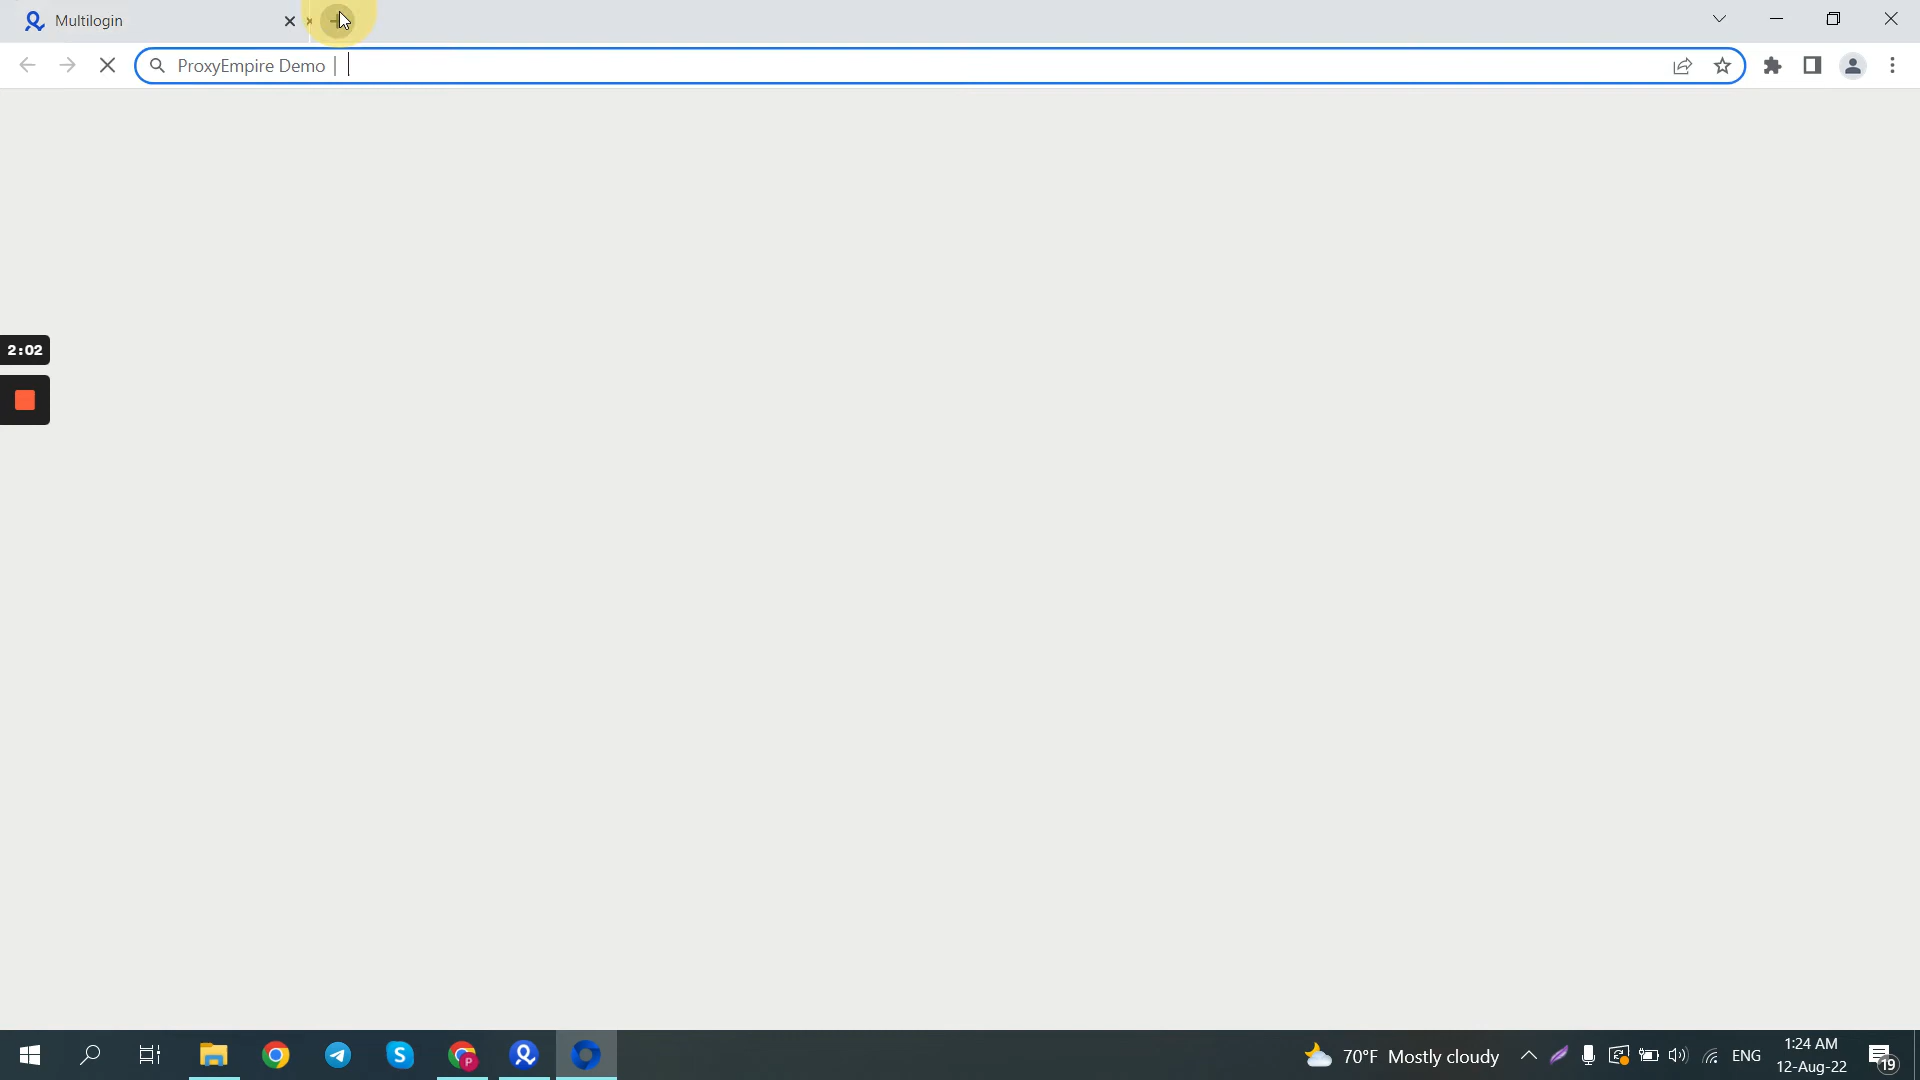 Multilogin
ProxyEmpire Demo |
2:02
70°F Mostly cloudy
ENG
1:24 AM
12-Aug-22
19